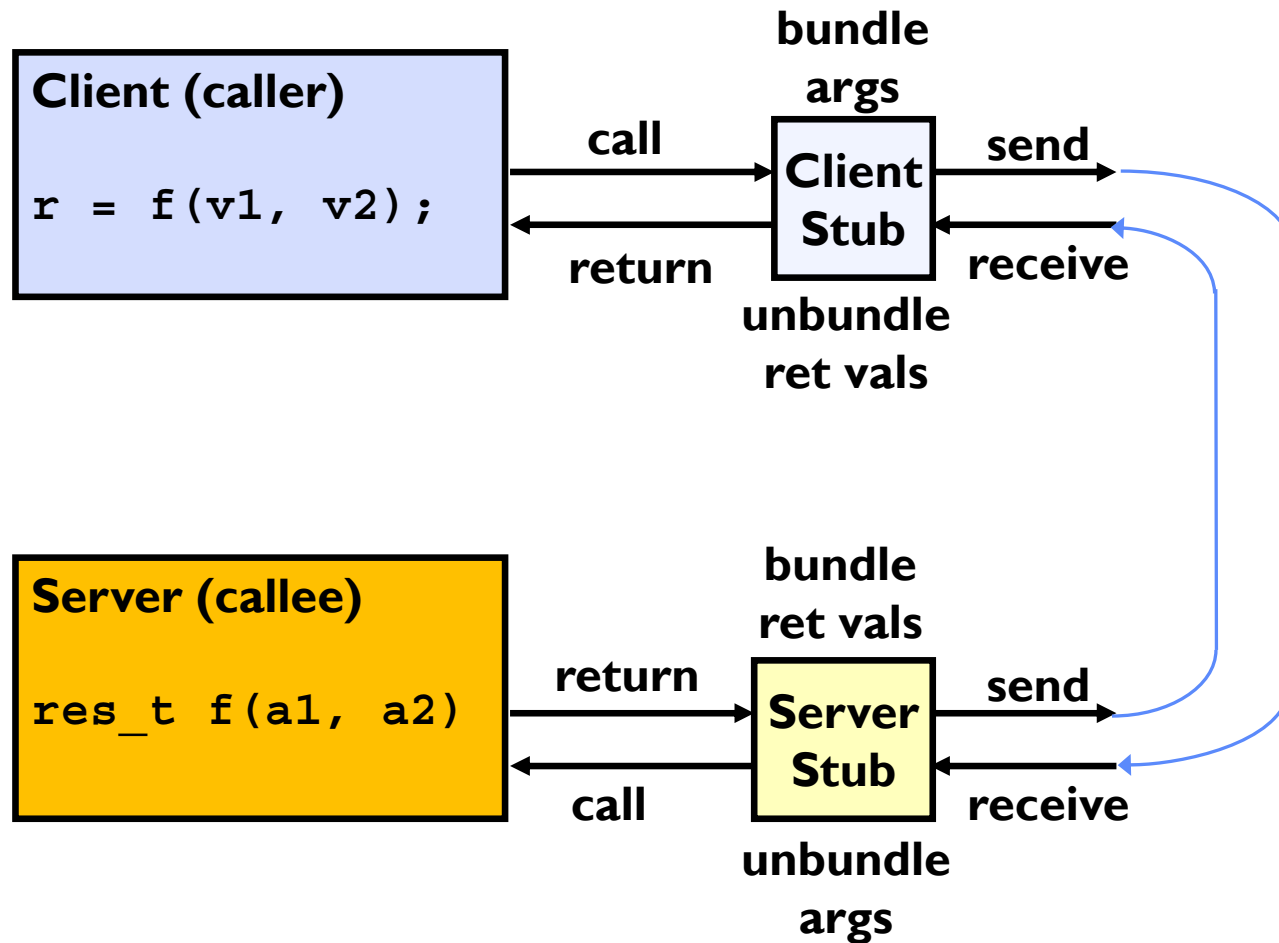 bundle
args
Client (caller)
r = f(v1, v2);
call
return
Client
Stub
send
receive
unbundle
ret vals
bundle
ret vals
Server (callee)
res_t f(a1, a2)
return
call
Server
Stub
send
receive
unbundle
args